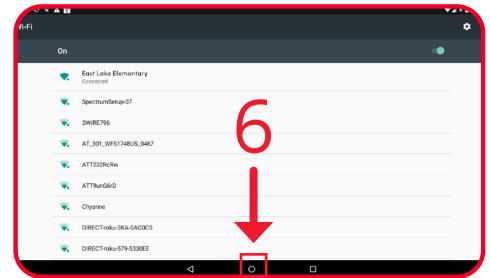 Wi-Fi
On
East Lake Elementary
Connected
SpectrumSetup-07
2WIRE796
AT_301_WFS1748US_0467
ATT232RcRw
ATT9unG6rD
Chyanne
DIRECT-roku-3KA-0AC0C5
DIRECT-roku-579-5330EE
6